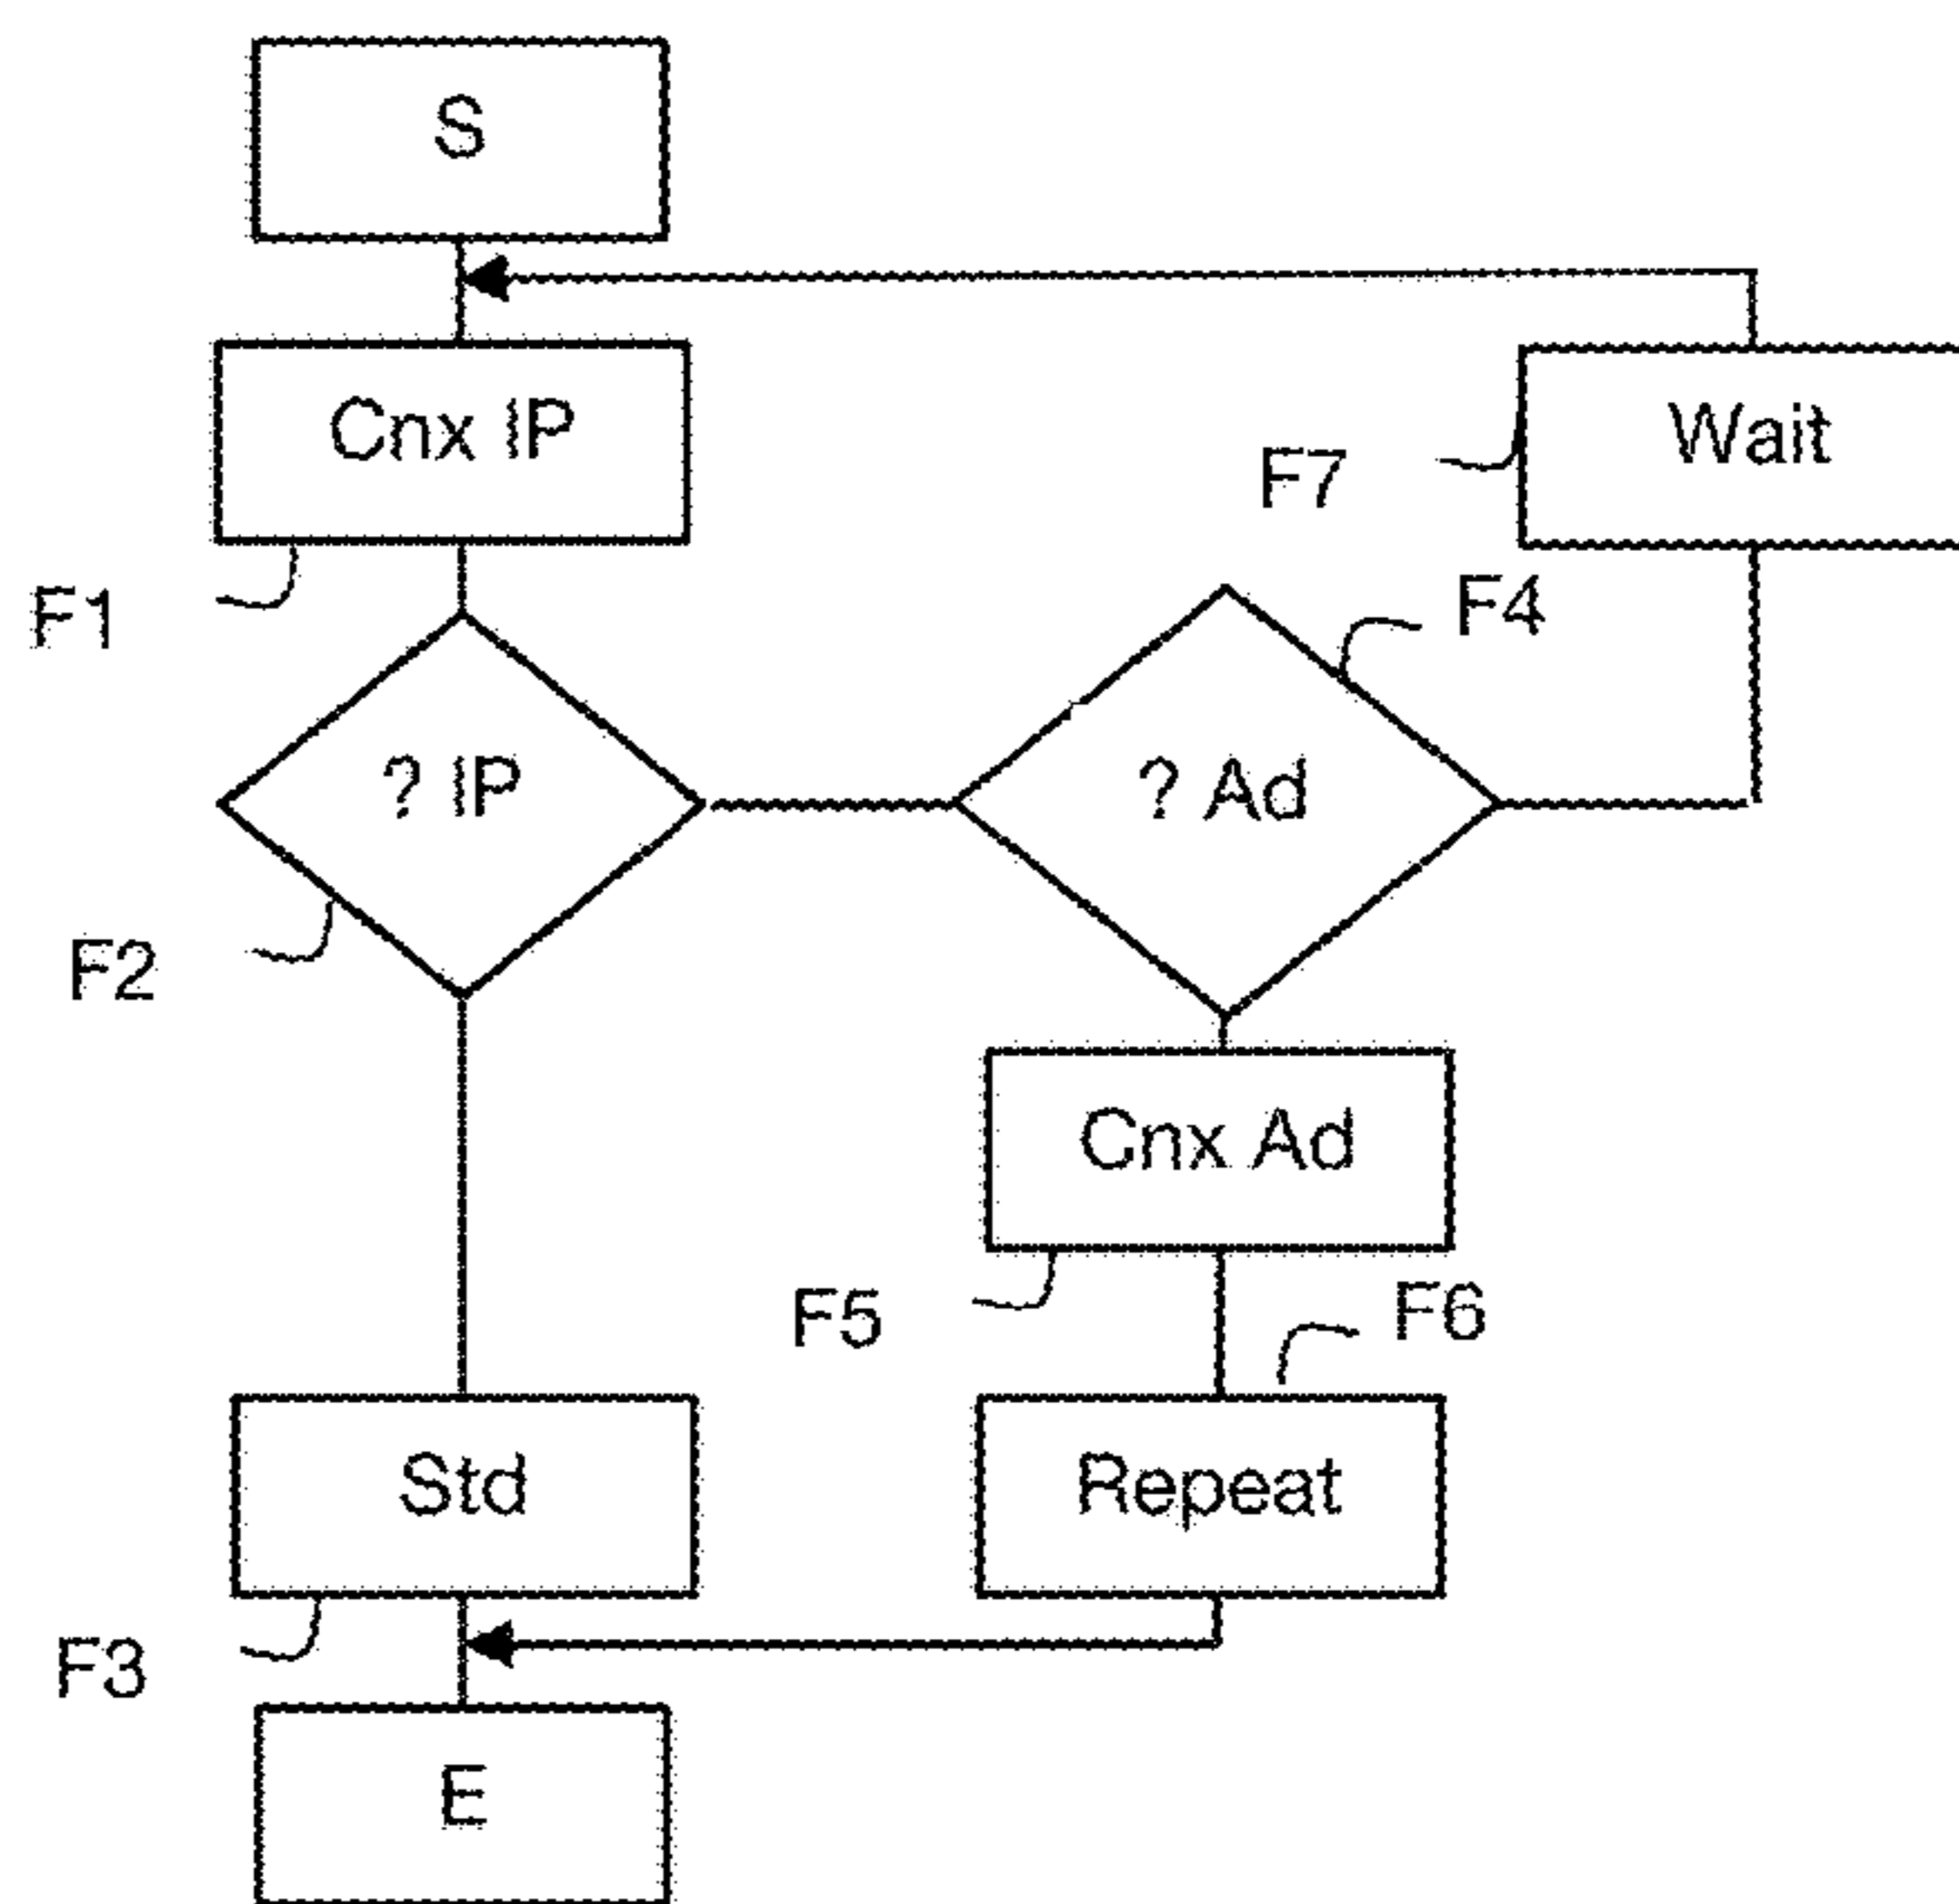 S
Cnx IP
Wait
F7
F1
F4
? IP
? Ad
F2
Cnx Ad
F5
F6
Std
Repeat
F3
E